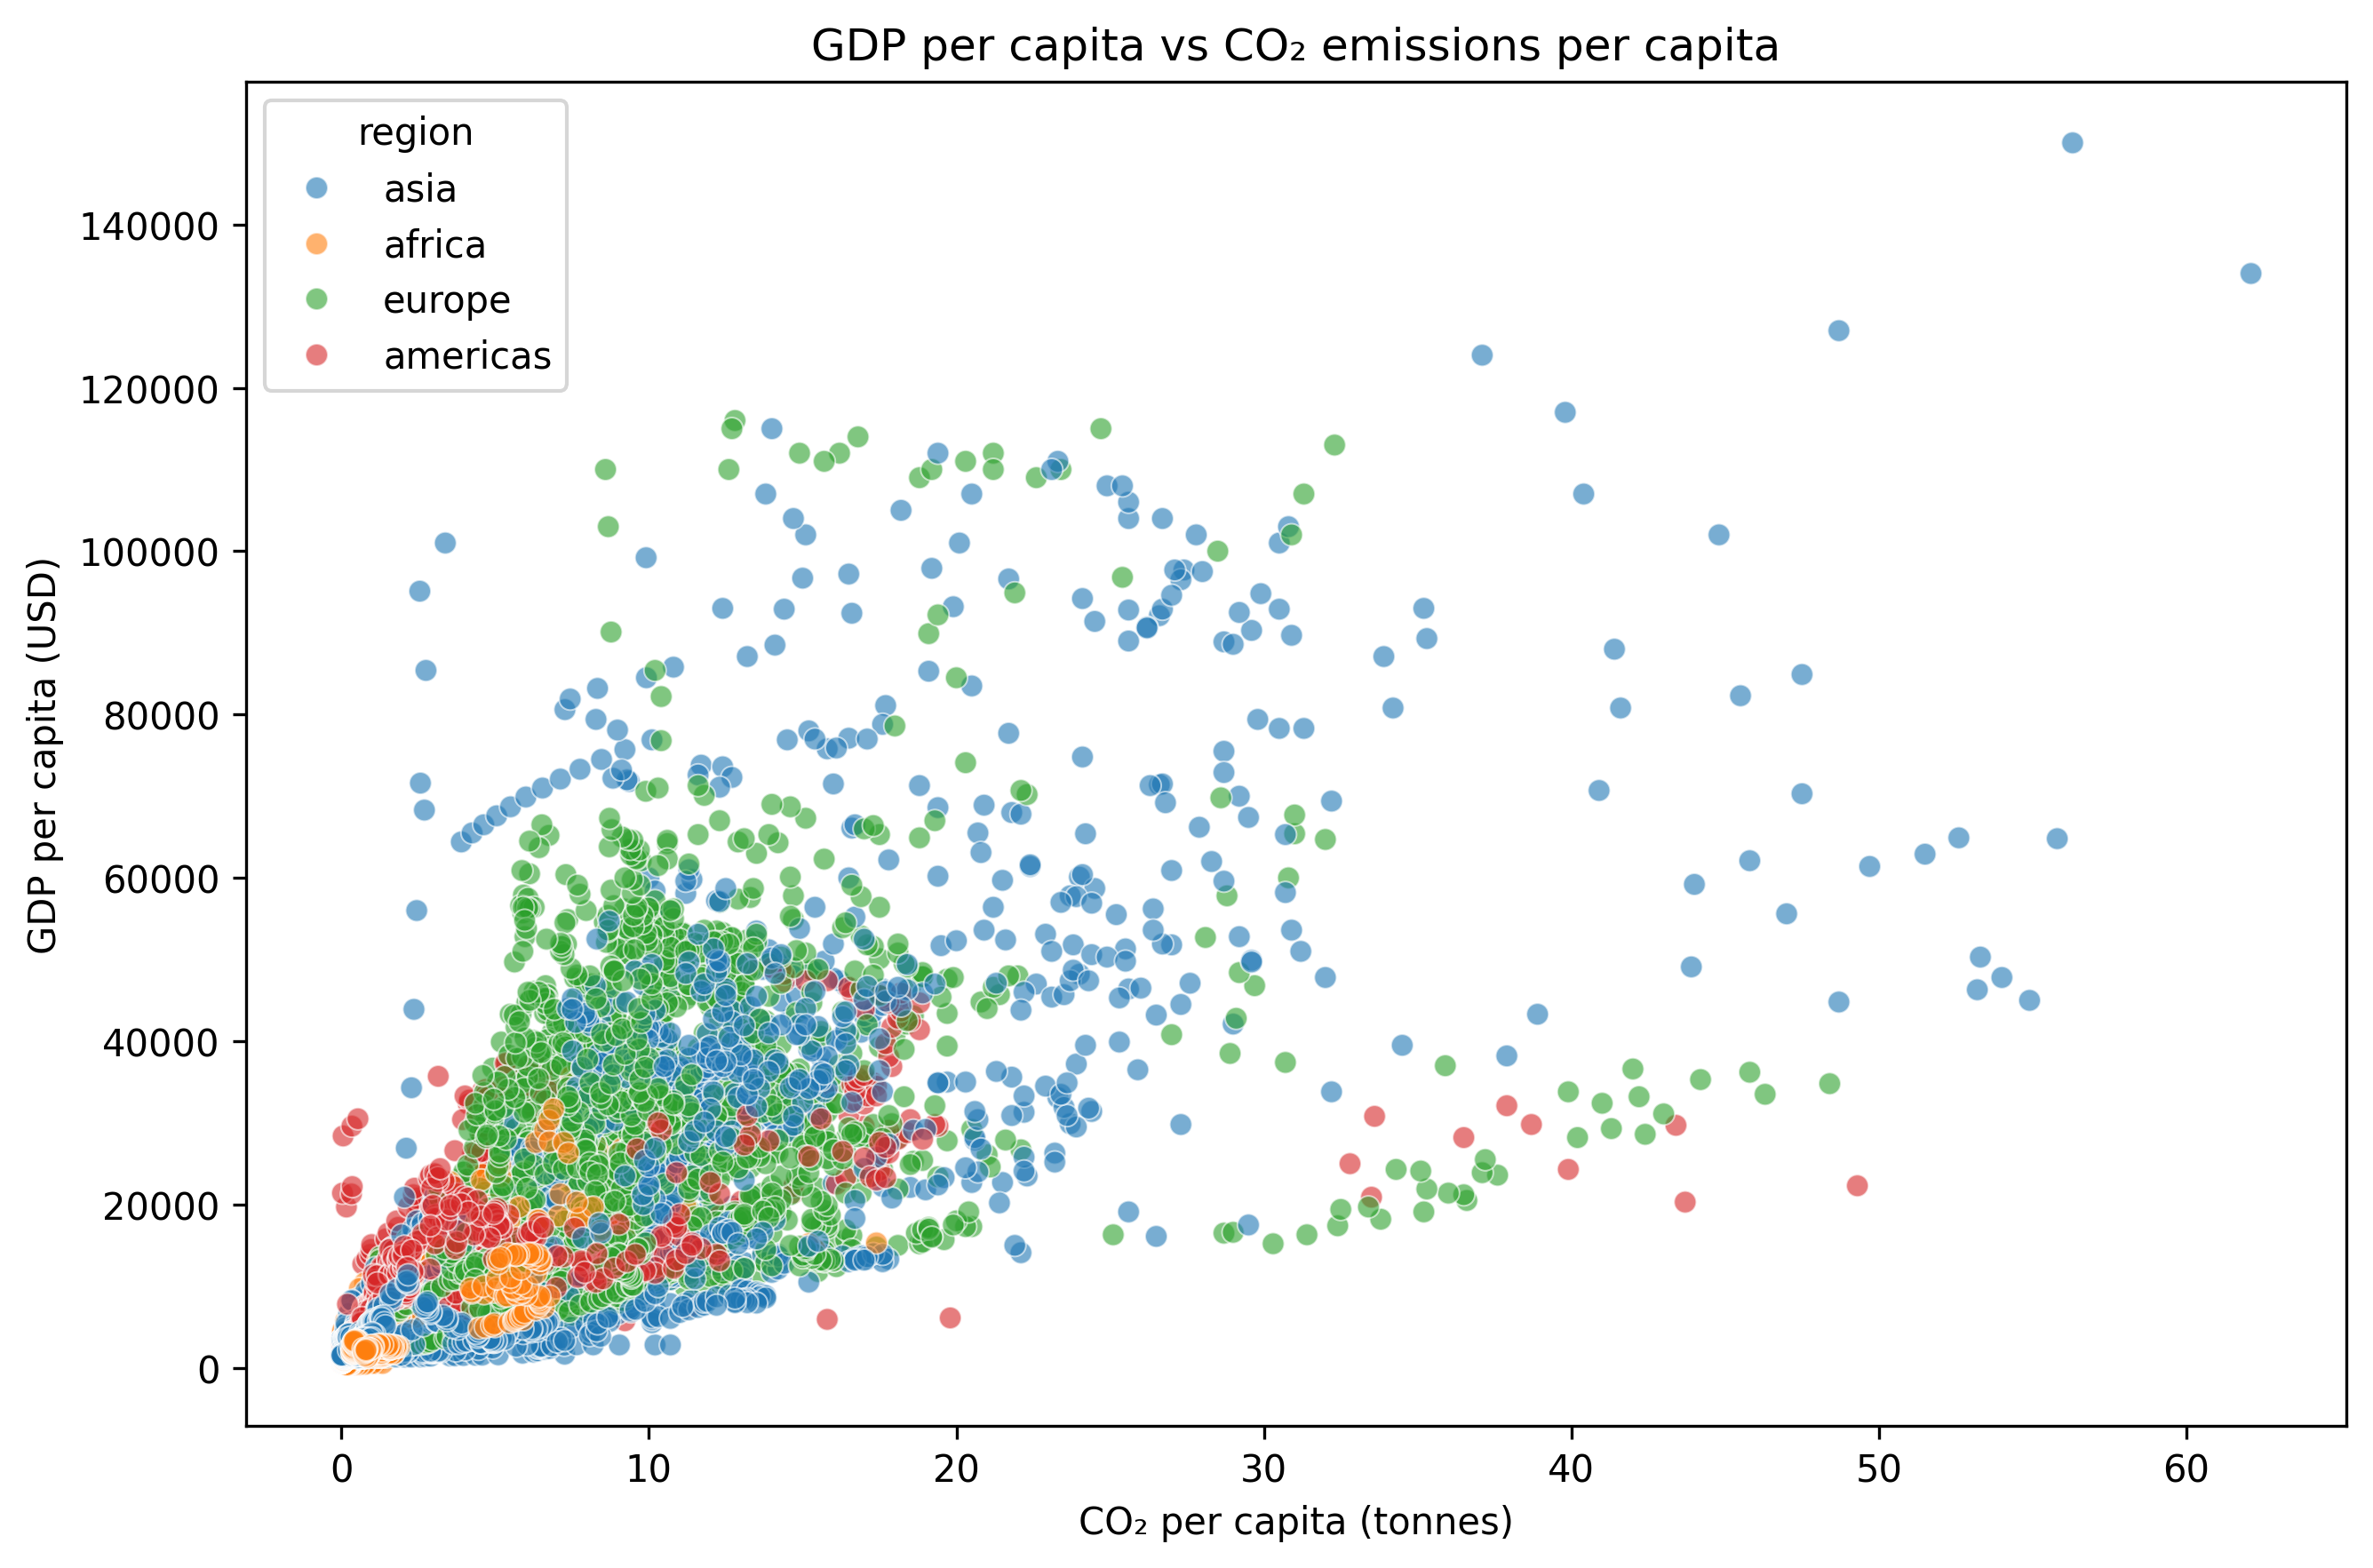 GDP per capita vs CO₂ emissions per capita
region
asia
africa
europe
americas
GDP per capita (USD)
140000
120000
100000
80000
60000
40000
20000
0
0 10 20 30 40 50 60
CO₂ per capita (tonnes)